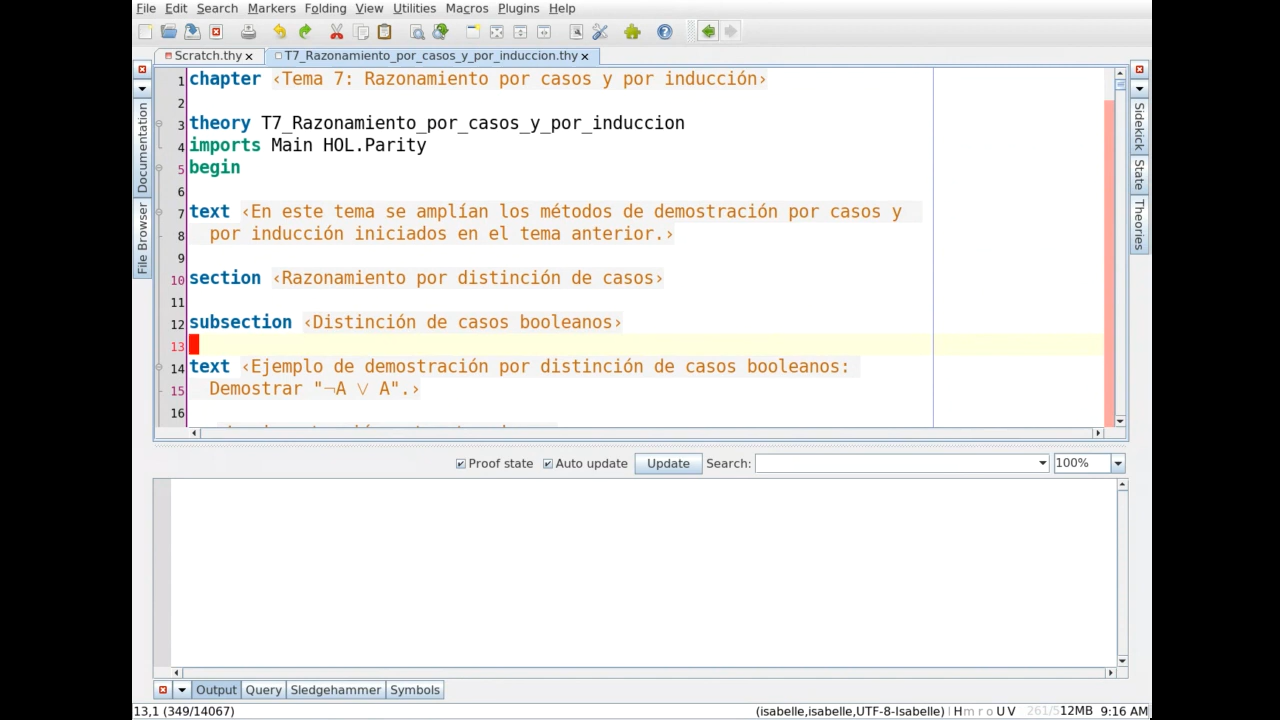 File Edit Search Markers Folding View Utilities Macros Plugins Help
Scratch.thy
T7_Razonamiento_por_casos_y_por_induccion.thy
Documentation
File Browser
Sidekick
State
Theories
1 chapter ‹Tema 7: Razonamiento por casos y por inducción›
2
3 theory T7_Razonamiento_por_casos_y_por_induccion
4 imports Main HOL.Parity
5 begin
6
7 text ‹En este tema se amplían los métodos de demostración por casos y
8 por inducción iniciados en el tema anterior.›
9
10 section ‹Razonamiento por distinción de casos›
11
12 subsection ‹Distinción de casos booleanos›
13
14 text ‹Ejemplo de demostración por distinción de casos booleanos:
15 Demostrar "¬A ∨ A".›
16
Proof state Auto update Update Search: 100%
Output Query Sledgehammer Symbols
13,1 (349/14067) (isabelle,isabelle,UTF-8-Isabelle) H m r o U V 261/512MB 9:16 AM